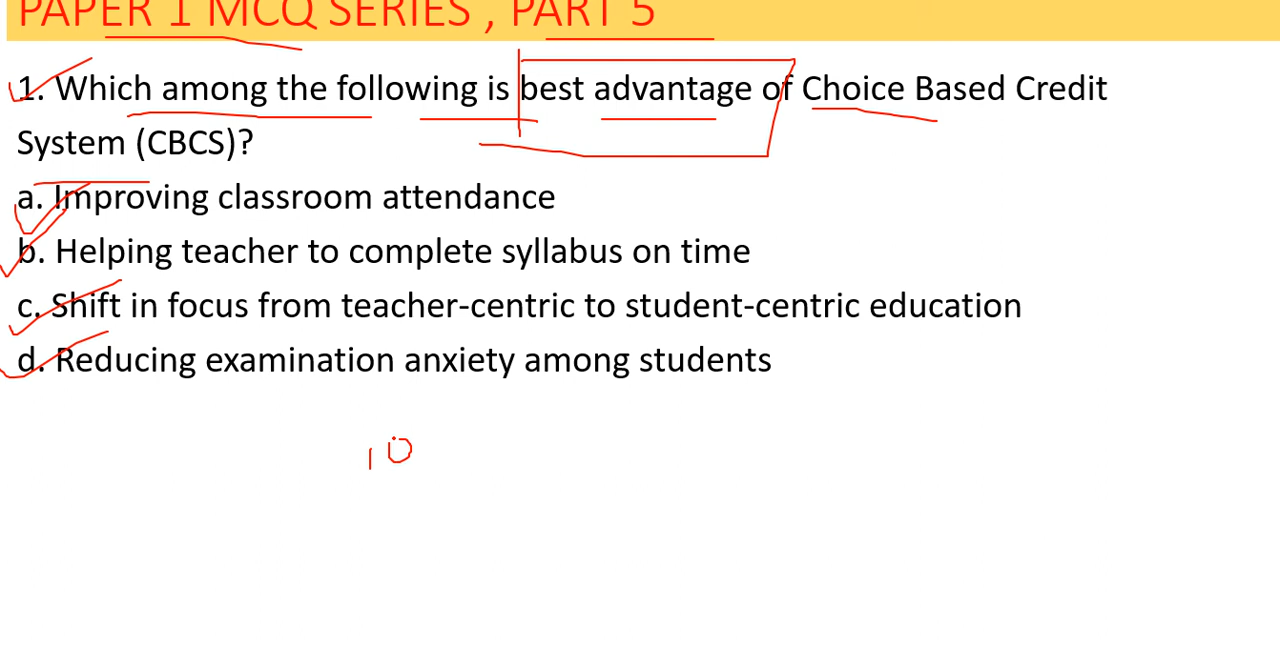 PAPER 1 MCQ SERIES , PART 5
1. Which among the following is best advantage of Choice Based Credit
System (CBCS)?
a. Improving classroom attendance
b. Helping teacher to complete syllabus on time
c. Shift in focus from teacher-centric to student-centric education
d. Reducing examination anxiety among students
10